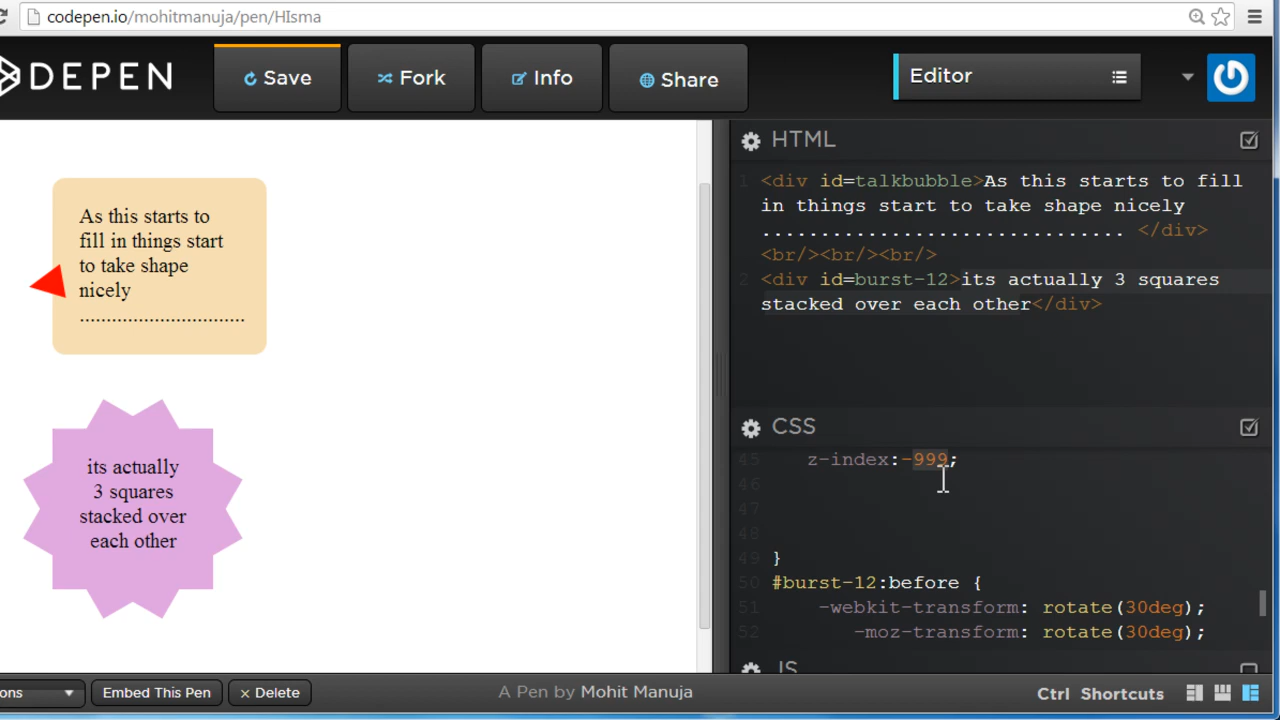 codepen.io/mohitmanuja/pen/HIsma
DEPEN
Save
Fork
Info
Share
Editor
As this starts to
fill in things start
to take shape
nicely
...............................
its actually
3 squares
stacked over
each other
HTML
1 <div id=talkbubble>As this starts to fill
in things start to take shape nicely
............................... </div>
<br/><br/><br/>
2 <div id=burst-12>its actually 3 squares
stacked over each other</div>
CSS
45 z-index:-999;
46
47
48
49 }
50 #burst-12:before {
51 -webkit-transform: rotate(30deg);
52 -moz-transform: rotate(30deg);
JS
ons
Embed This Pen
x Delete
A Pen by Mohit Manuja
Ctrl Shortcuts